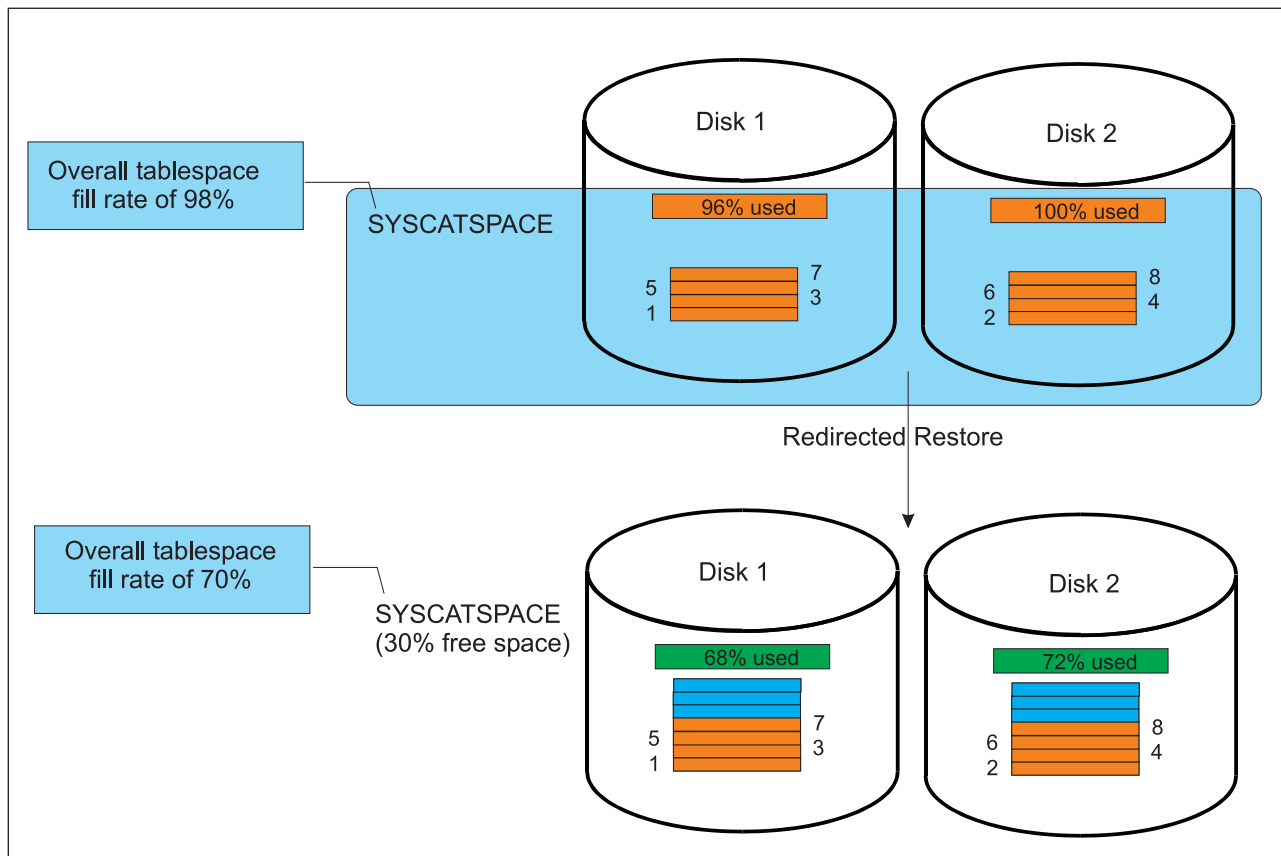 Disk 1
Disk 2
Overall tablespace
fill rate of 98%
SYSCATSPACE
96% used
100% used
7
5
3
1
8
6
4
2
Redirected Restore
Overall tablespace
fill rate of 70%
SYSCATSPACE
(30% free space)
Disk 1
Disk 2
68% used
72% used
7
5
3
1
8
6
4
2